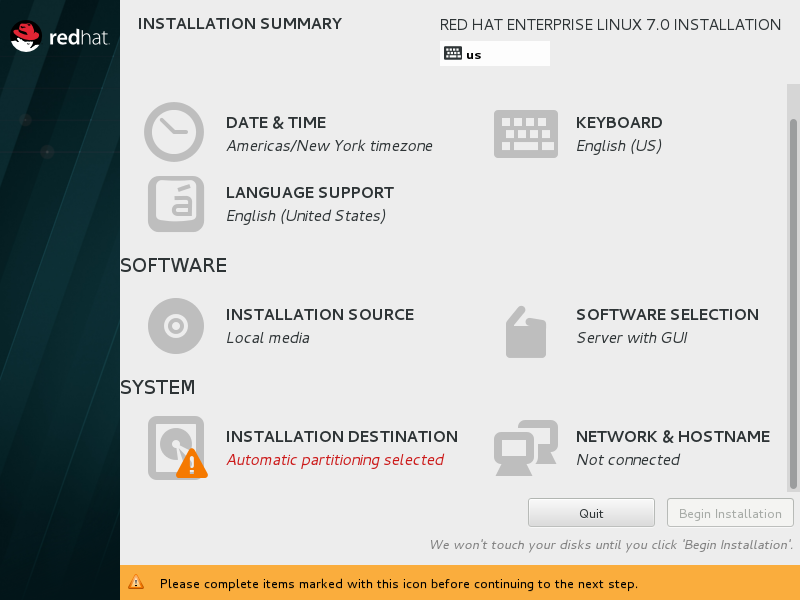 redhat.
INSTALLATION SUMMARY
RED HAT ENTERPRISE LINUX 7.0 INSTALLATION
us
DATE & TIME
Americas/New York timezone
KEYBOARD
English (US)
á
LANGUAGE SUPPORT
English (United States)
SOFTWARE
INSTALLATION SOURCE
Local media
SOFTWARE SELECTION
Server with GUI
SYSTEM
INSTALLATION DESTINATION
Automatic partitioning selected
NETWORK & HOSTNAME
Not connected
Quit
Begin Installation
We won't touch your disks until you click 'Begin Installation'.
Please complete items marked with this icon before continuing to the next step.